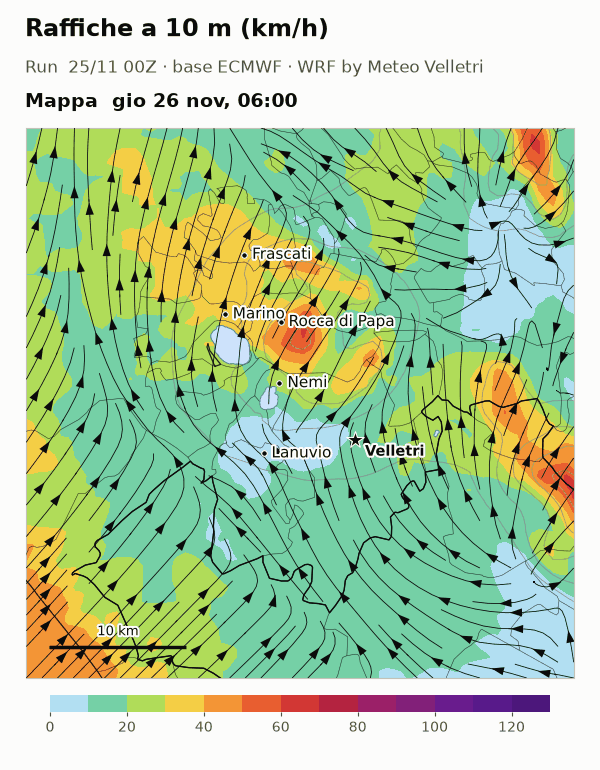 Raffiche a 10 m (km/h)
Run 25/11 00Z · base ECMWF · WRF by Meteo Velletri
Mappa gio 26 nov, 06:00
Frascati
Marino
Rocca di Papa
Nemi
Lanuvio
Velletri
10 km
0 20 40 60 80 100 120